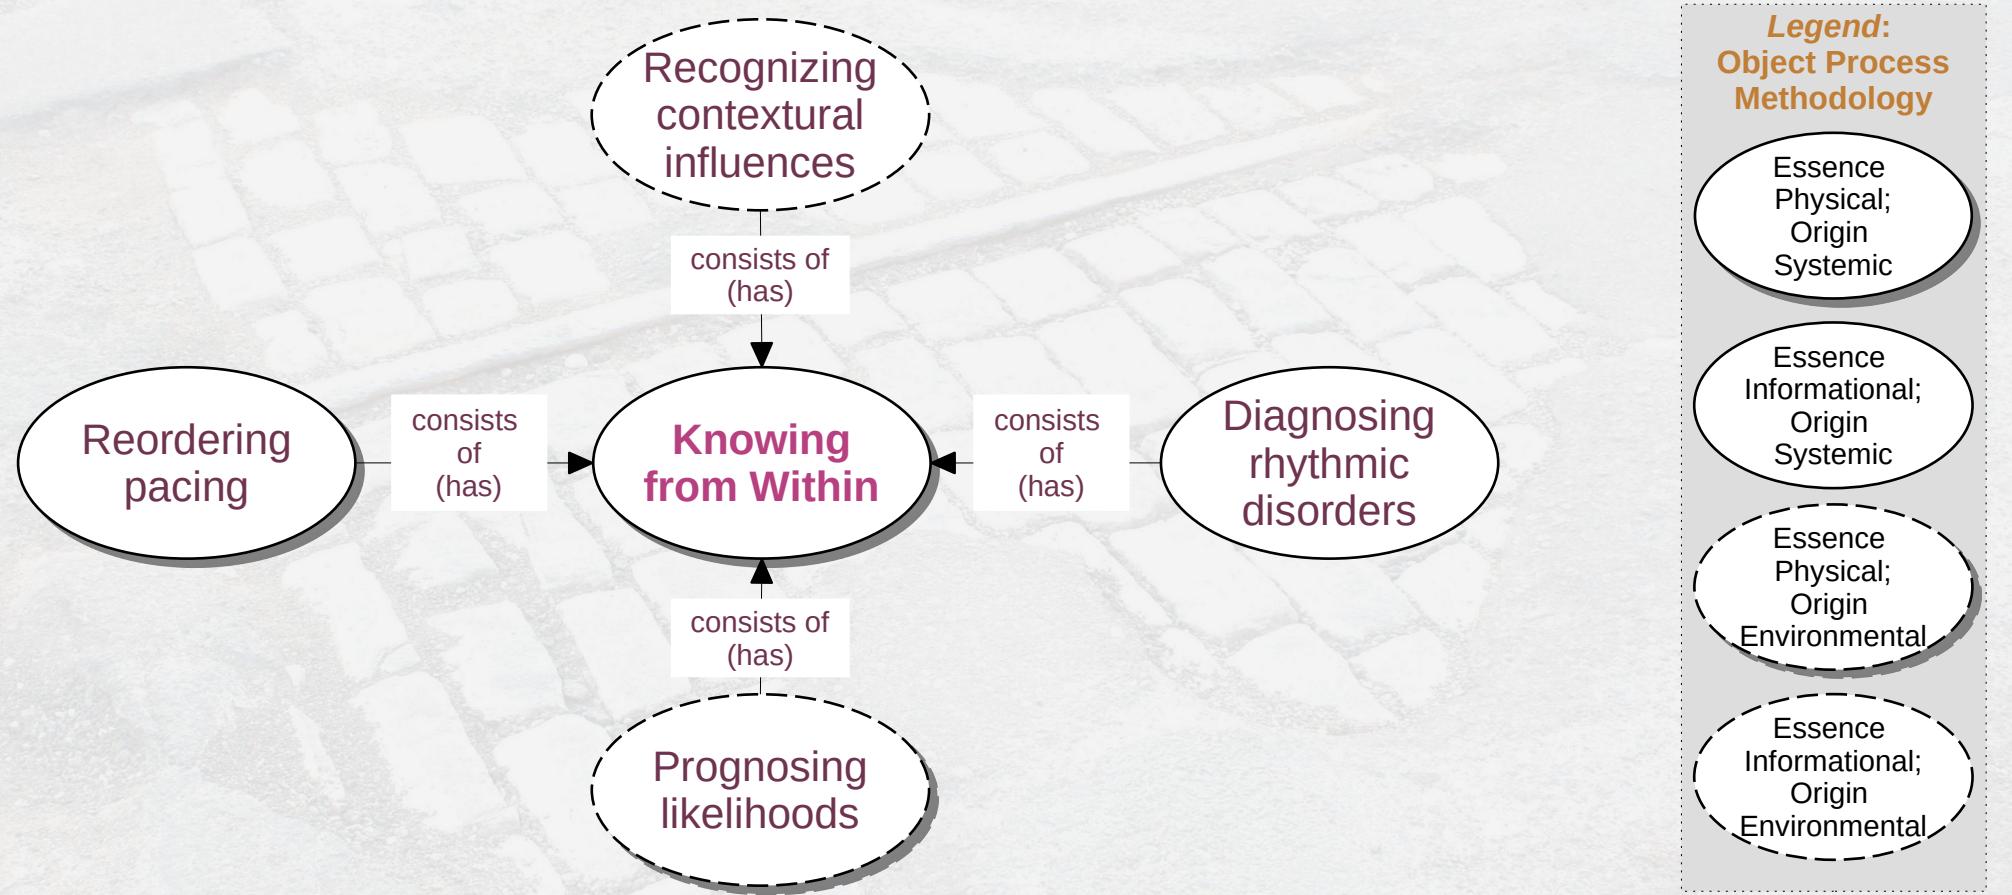 Recognizing
contextural
influences
consists of
(has)
Reordering
pacing
consists
of
(has)
Knowing
from Within
consists
of
(has)
Diagnosing
rhythmic
disorders
consists of
(has)
Prognosing
likelihoods
Legend:
Object Process
Methodology
Essence
Physical;
Origin
Systemic
Essence
Informational;
Origin
Systemic
Essence
Physical;
Origin
Environmental
Essence
Informational;
Origin
Environmental